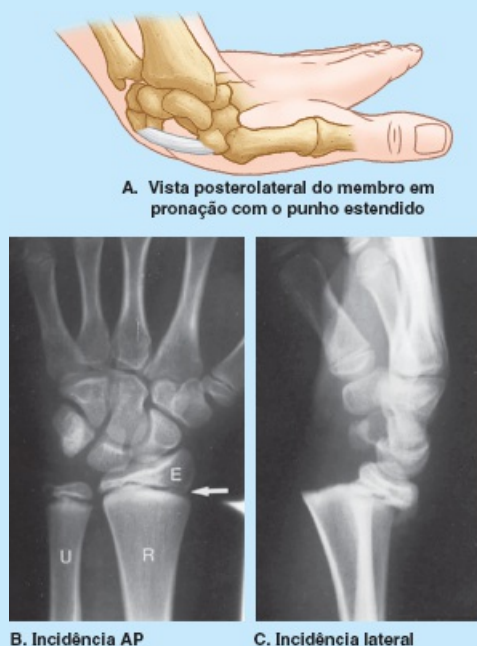 A. Vista posterolateral do membro em
pronação com o punho estendido
E
U
R
B. Incidência AP
C. Incidência lateral